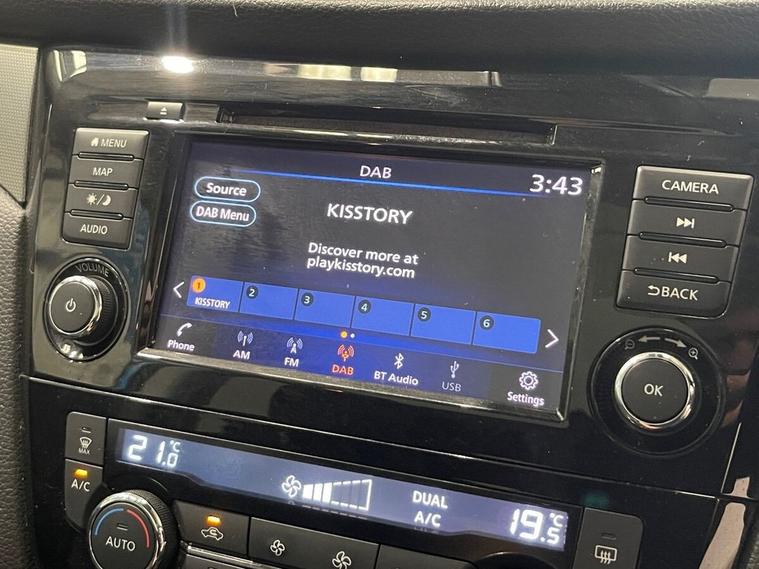 MENU
MAP
AUDIO
VOLUME
DAB
3:43
Source
DAB Menu
KISSTORY
Discover more at
playkisstory.com
1 2 3 4 5 6
KISSTORY
Phone AM FM DAB BT Audio USB Settings
CAMERA
BACK
OK
MAX
A/C
21.0°C
DUAL
A/C
19.5°C
AUTO